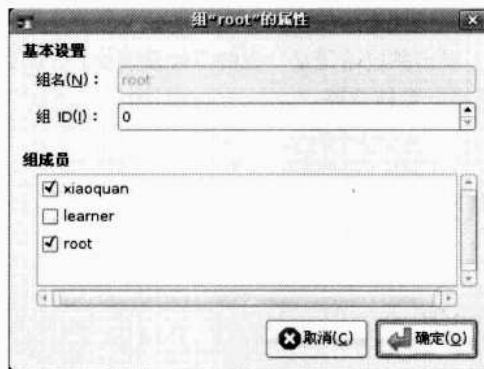 组“root”的属性
基本设置
组名(N)： root
组 ID(I)： 0
组成员
xiaoquan
learner
root
取消(C) 确定(O)